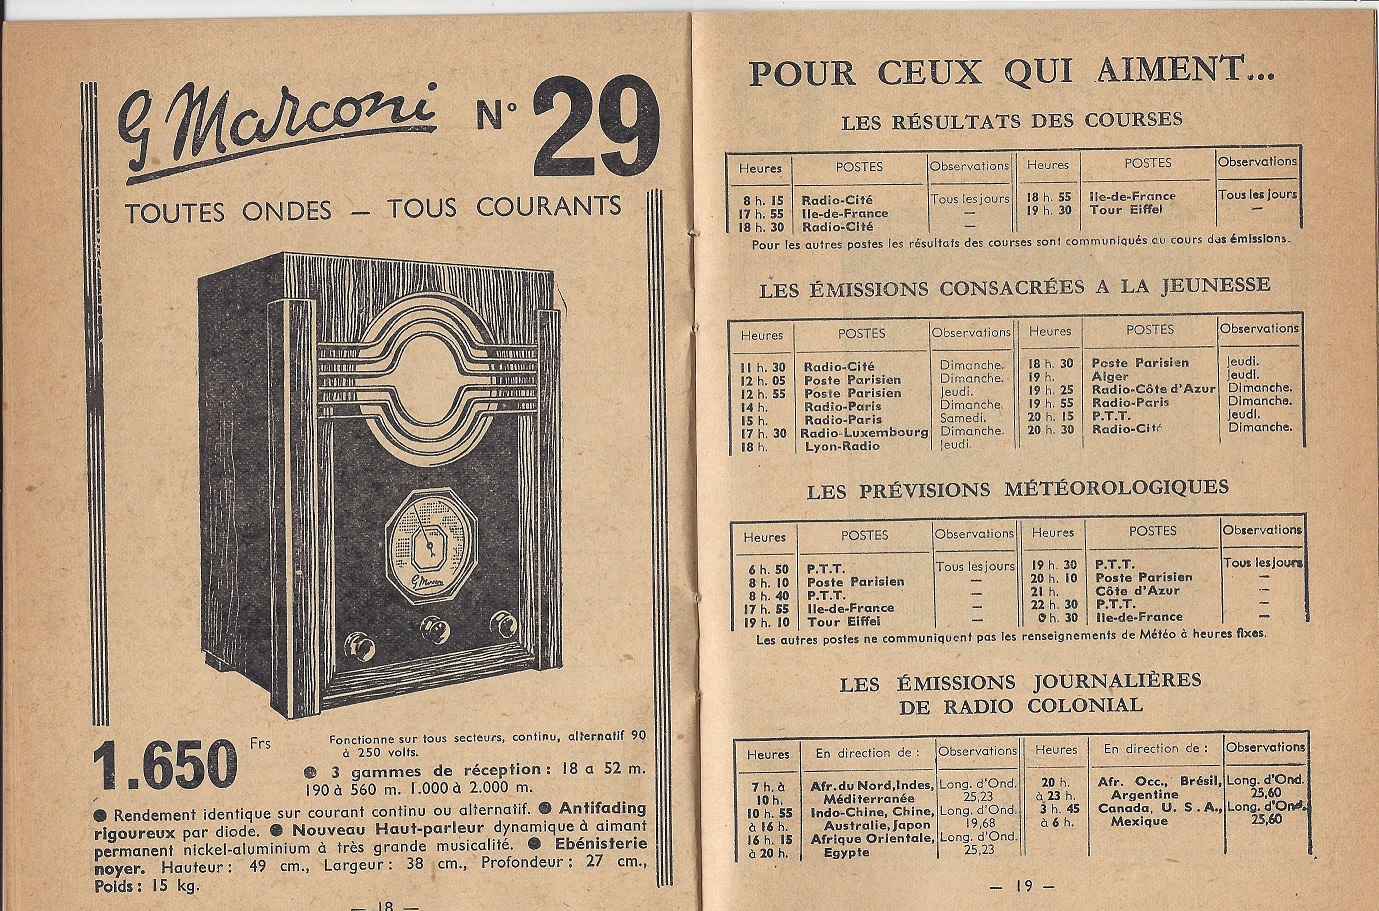 G Marconi N° 29
TOUTES ONDES — TOUS COURANTS
G Marconi
1.650 Frs
Fonctionne sur tous secteurs, continu, alternatif 90
à 250 volts.
● 3 gammes de réception : 18 a 52 m.
190 à 560 m. 1.000 à 2.000 m.
● Rendement identique sur courant continu ou alternatif. ● Antifading
rigoureux par diode. ● Nouveau Haut-parleur dynamique à aimant
permanent nickel-aluminium à très grande musicalité. ● Ebénisterie
noyer. Hauteur : 49 cm., Largeur : 38 cm., Profondeur : 27 cm.,
Poids : 15 kg.
— 18 —
POUR CEUX QUI AIMENT...
LES RÉSULTATS DES COURSES
Heures POSTES Observations Heures POSTES Observations
8 h. 15 Radio-Cité Tous les jours 18 h. 55 Ile-de-France Tous les jours
17 h. 55 Ile-de-France — 19 h. 30 Tour Eiffel —
18 h. 30 Radio-Cité —
Pour les autres postes les résultats des courses sont communiqués au cours des émissions.
LES ÉMISSIONS CONSACRÉES A LA JEUNESSE
Heures POSTES Observations Heures POSTES Observations
11 h. 30 Radio-Cité Dimanche. 18 h. 30 Poste Parisien Jeudi.
12 h. 05 Poste Parisien Dimanche. 19 h. Alger Jeudi.
12 h. 55 Poste Parisien Jeudi. 19 h. 25 Radio-Côte d'Azur Dimanche.
14 h. Radio-Paris Dimanche. 19 h. 55 Radio-Paris Dimanche.
15 h. Radio-Paris Samedi. 20 h. 15 P.T.T. Jeudi.
17 h. 30 Radio-Luxembourg Dimanche. 20 h. 30 Radio-Cité Dimanche.
18 h. Lyon-Radio Jeudi.
LES PRÉVISIONS MÉTÉOROLOGIQUES
Heures POSTES Observations Heures POSTES Observations
6 h. 50 P.T.T. Tous les jours 19 h. 30 P.T.T. Tous les jours
8 h. 10 Poste Parisien — 20 h. 10 Poste Parisien —
8 h. 40 P.T.T. — 21 h. Côte d'Azur —
17 h. 55 Ile-de-France — 22 h. 30 P.T.T. —
19 h. 10 Tour Eiffel — 0 h. 30 Ile-de-France —
Les autres postes ne communiquent pas les renseignements de Météo à heures fixes.
LES ÉMISSIONS JOURNALIÈRES
DE RADIO COLONIAL
Heures En direction de : Observations Heures En direction de : Observations
7 h. à Afr. du Nord, Indes, Long. d'Ond. 20 h. Afr. Occ., Brésil, Long. d'Ond.
10 h. Méditerranée 25,23 à 23 h. Argentine 25,60
10 h. 55 Indo-Chine, Chine, Long. d'Ond. 3 h. 45 Canada, U. S. A., Long. d'Ond.
à 16 h. Australie, Japon 19,68 à 6 h. Mexique 25,60
16 h. 15 Afrique Orientale, Long. d'Ond.
à 20 h. Egypte 25,23
— 19 —